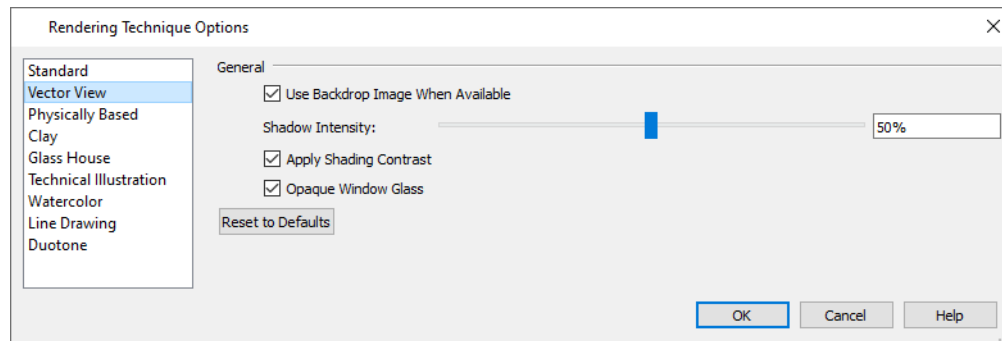 Rendering Technique Options
Standard
Vector View
Physically Based
Clay
Glass House
Technical Illustration
Watercolor
Line Drawing
Duotone
General
Use Backdrop Image When Available
Shadow Intensity: 50%
Apply Shading Contrast
Opaque Window Glass
Reset to Defaults
OK Cancel Help